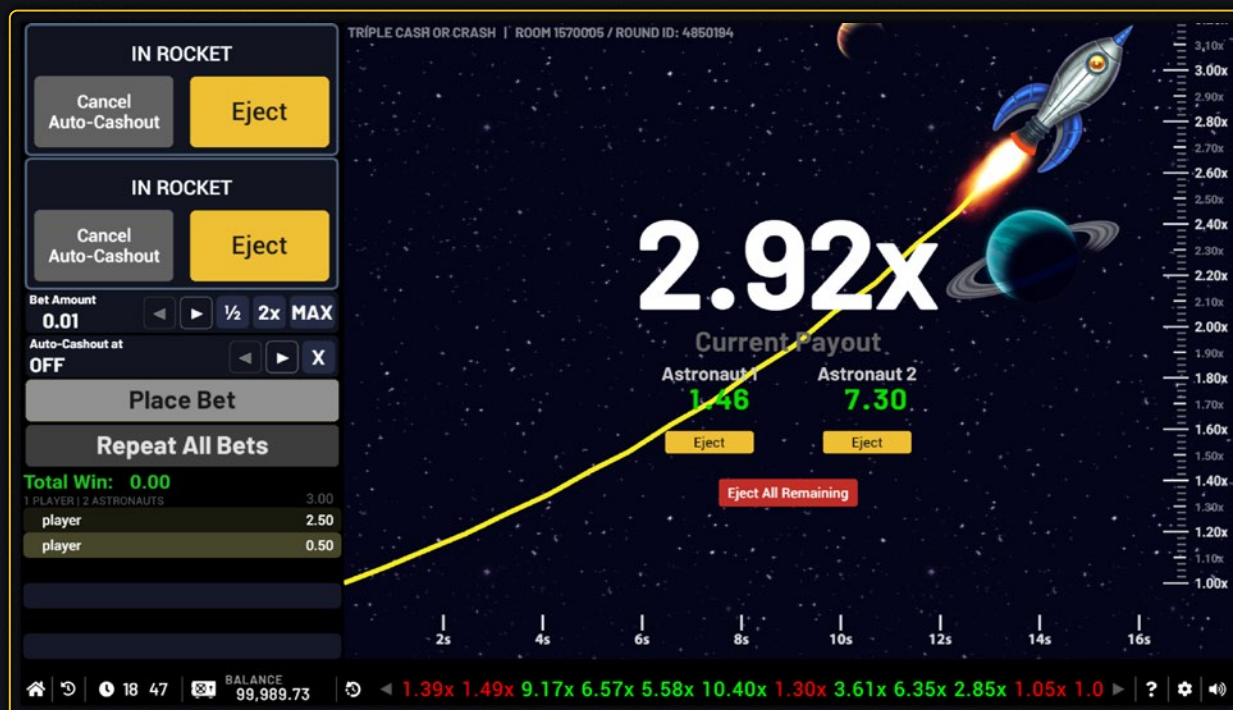 IN ROCKET
Cancel
Auto-Cashout
Eject
IN ROCKET
Cancel
Auto-Cashout
Eject
Bet Amount
0.01
½ 2x MAX
Auto-Cashout at
OFF
X
Place Bet
Repeat All Bets
Total Win: 0.00
1 PLAYER | 2 ASTRONAUTS 3.00
player 2.50
player 0.50
TRIPLE CASH OR CRASH | ROOM 1570005 / ROUND ID: 4850194
2.92x
Current Payout
Astronaut 1 Astronaut 2
1.46 7.30
Eject Eject
Eject All Remaining
3.10x
3.00x
2.90x
2.80x
2.70x
2.60x
2.50x
2.40x
2.30x
2.20x
2.10x
2.00x
1.90x
1.80x
1.70x
1.60x
1.50x
1.40x
1.30x
1.20x
1.10x
1.00x
2s 4s 6s 8s 10s 12s 14s 16s
18 47
BALANCE
99,989.73
1.39x 1.49x 9.17x 6.57x 5.58x 10.40x 1.30x 3.61x 6.35x 2.85x 1.05x 1.0
?